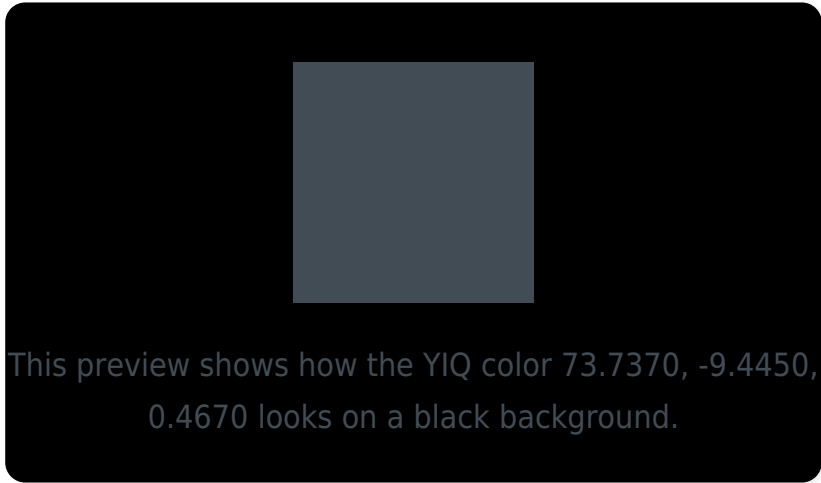 This preview shows how the YIQ color 73.7370, -9.4450,
0.4670 looks on a black background.